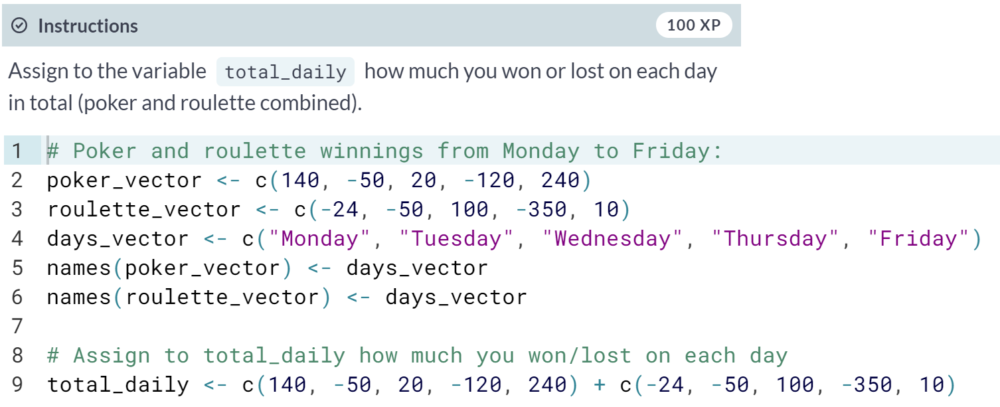 Instructions 100 XP
Assign to the variable total_daily how much you won or lost on each day
in total (poker and roulette combined).
1 # Poker and roulette winnings from Monday to Friday:
2 poker_vector <- c(140, -50, 20, -120, 240)
3 roulette_vector <- c(-24, -50, 100, -350, 10)
4 days_vector <- c("Monday", "Tuesday", "Wednesday", "Thursday", "Friday")
5 names(poker_vector) <- days_vector
6 names(roulette_vector) <- days_vector
7
8 # Assign to total_daily how much you won/lost on each day
9 total_daily <- c(140, -50, 20, -120, 240) + c(-24, -50, 100, -350, 10)